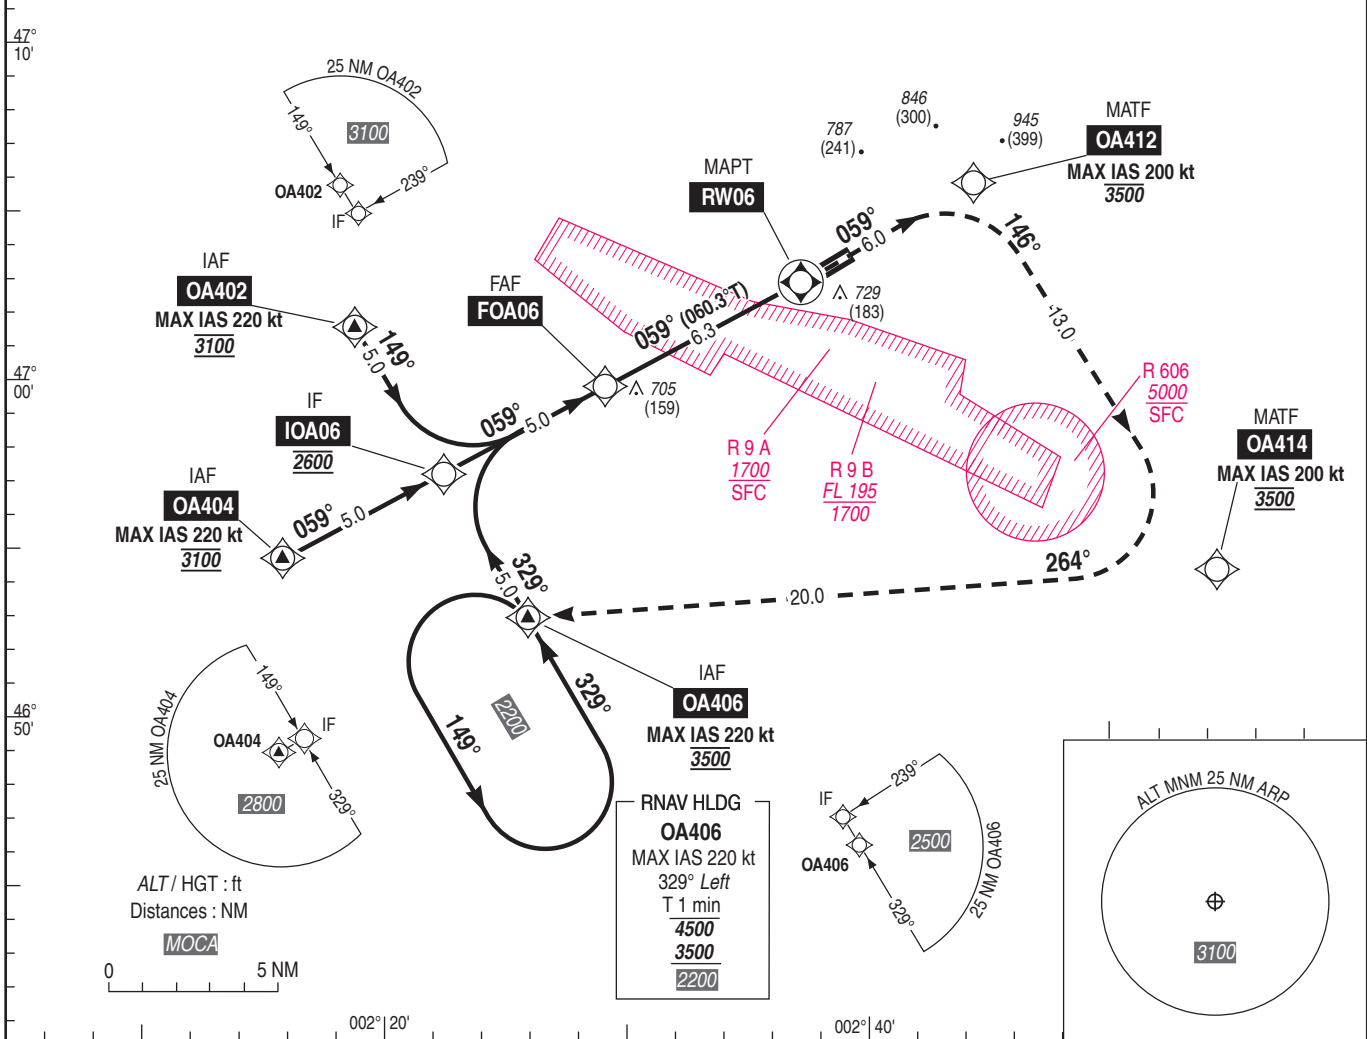 47°
10'
25 NM OA402
149°
3100
239°
OA402
IF
787
(241)
846
(300)
945
(399)
MATF
OA412
MAX IAS 200 kt
3500
MAPT
RW06
059°
6.0
146°
13.0
IAF
OA402
MAX IAS 220 kt
3100
149°
5.0
FAF
FOA06
059° (060.3°T)
6.3
729
(183)
47°
00'
705
(159)
IF
IOA06
2600
059°
5.0
R 606
5000
SFC
R 9 A
1700
SFC
R 9 B
FL 195
1700
MATF
OA414
MAX IAS 200 kt
3500
IAF
OA404
MAX IAS 220 kt
3100
059°
5.0
264°
20.0
329°
5.0
IAF
OA406
MAX IAS 220 kt
3500
329°
2200
149°
46°
50'
25 NM OA404
149°
OA404
IF
2800
329°
RNAV HLDG
OA406
MAX IAS 220 kt
329° Left
T 1 min
4500
3500
2200
IF
239°
OA406
2500
329°
25 NM OA406
ALT MNM 25 NM ARP
3100
ALT / HGT : ft
Distances : NM
MOCA
0 5 NM
002° 20'
002° 40'